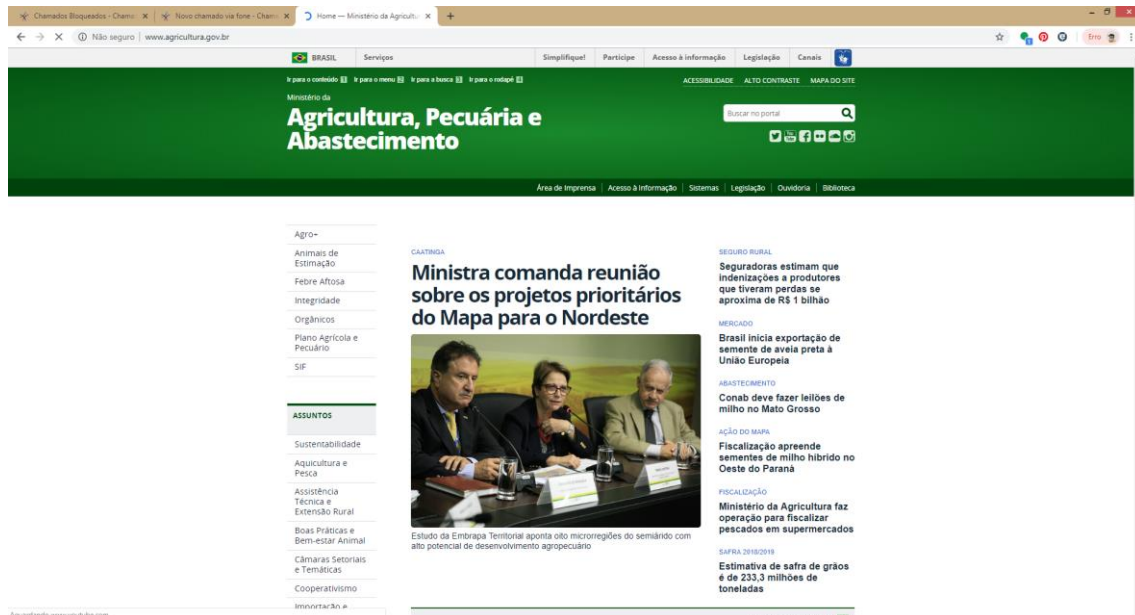 Chamados Bloqueados - Chama
Novo chamado via fone - Chama
Home — Ministério da Agricultu
Não seguro | www.agricultura.gov.br
Erro
BRASIL Serviços
Simplifique! Participe Acesso à informação Legislação Canais
Ir para o conteúdo 1 Ir para o menu 2 Ir para a busca 3 Ir para o rodapé 4
ACESSIBILIDADE ALTO CONTRASTE MAPA DO SITE
Ministério da
Agricultura, Pecuária e
Abastecimento
Buscar no portal
Área de Imprensa | Acesso à Informação | Sistemas | Legislação | Ouvidoria | Biblioteca
Agro+
Animais de
Estimação
Febre Aftosa
Integridade
Orgânicos
Plano Agrícola e
Pecuário
SIF
ASSUNTOS
Sustentabilidade
Aquicultura e
Pesca
Assistência
Técnica e
Extensão Rural
Boas Práticas e
Bem-estar Animal
Câmaras Setoriais
e Temáticas
Cooperativismo
Importação e
CAATINGA
Ministra comanda reunião
sobre os projetos prioritários
do Mapa para o Nordeste
Estudo da Embrapa Territorial aponta oito microrregiões do semiárido com
alto potencial de desenvolvimento agropecuário
SEGURO RURAL
Seguradoras estimam que
indenizações a produtores
que tiveram perdas se
aproxima de R$ 1 bilhão
MERCADO
Brasil inicia exportação de
semente de aveia preta à
União Europeia
ABASTECIMENTO
Conab deve fazer leilões de
milho no Mato Grosso
AÇÃO DO MAPA
Fiscalização apreende
sementes de milho híbrido no
Oeste do Paraná
FISCALIZAÇÃO
Ministério da Agricultura faz
operação para fiscalizar
pescados em supermercados
SAFRA 2018/2019
Estimativa de safra de grãos
é de 233,3 milhões de
toneladas